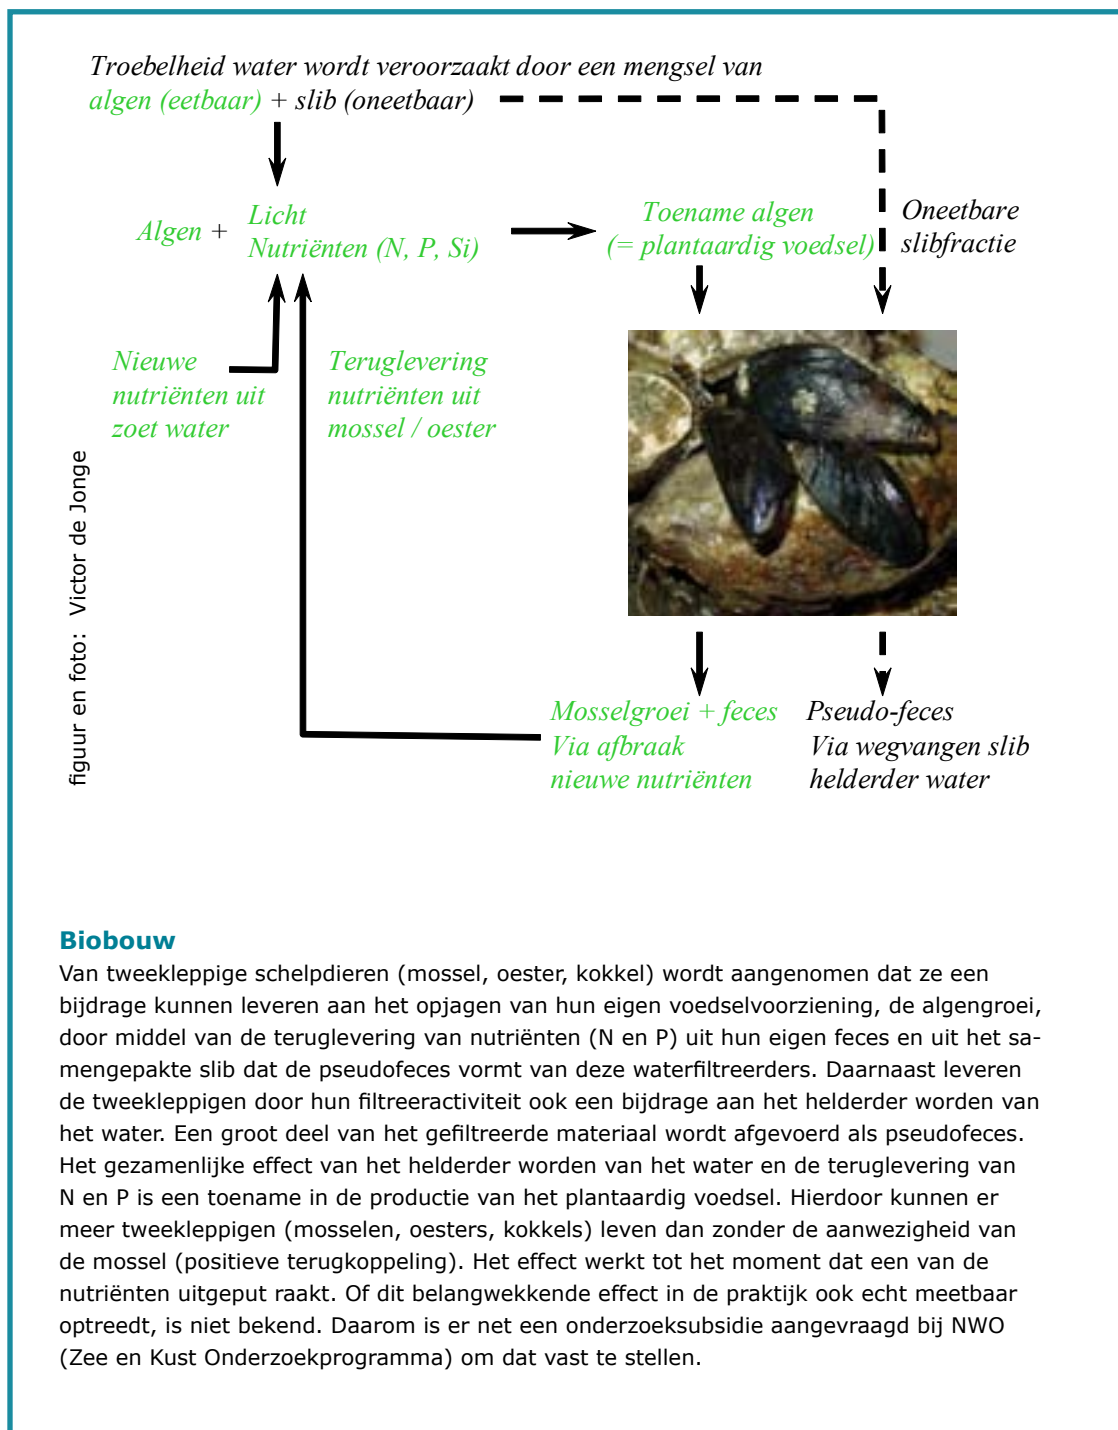 Troebelheid water wordt veroorzaakt door een mengsel van
algen (eetbaar) + slib (oneetbaar)
Algen +
Licht
Nutriënten (N, P, Si)
Toename algen
(= plantaardig voedsel)
Oneetbare
slibfractie
Nieuwe
nutriënten uit
zoet water
Teruglevering
nutriënten uit
mossel / oester
figuur en foto: Victor de Jonge
Mosselgroei + feces
Via afbraak
nieuwe nutriënten
Pseudo-feces
Via wegvangen slib
helderder water
Biobouw
Van tweekleppige schelpdieren (mossel, oester, kokkel) wordt aangenomen dat ze een
bijdrage kunnen leveren aan het opjagen van hun eigen voedselvoorziening, de algengroei,
door middel van de teruglevering van nutriënten (N en P) uit hun eigen feces en uit het sa-
mengepakte slib dat de pseudofeces vormt van deze waterfiltreerders. Daarnaast leveren
de tweekleppigen door hun filtreeractiviteit ook een bijdrage aan het helderder worden van
het water. Een groot deel van het gefiltreerde materiaal wordt afgevoerd als pseudofeces.
Het gezamenlijke effect van het helderder worden van het water en de teruglevering van
N en P is een toename in de productie van het plantaardig voedsel. Hierdoor kunnen er
meer tweekleppigen (mosselen, oesters, kokkels) leven dan zonder de aanwezigheid van
de mossel (positieve terugkoppeling). Het effect werkt tot het moment dat een van de
nutriënten uitgeput raakt. Of dit belangwekkende effect in de praktijk ook echt meetbaar
optreedt, is niet bekend. Daarom is er net een onderzoeksubsidie aangevraagd bij NWO
(Zee en Kust Onderzoekprogramma) om dat vast te stellen.